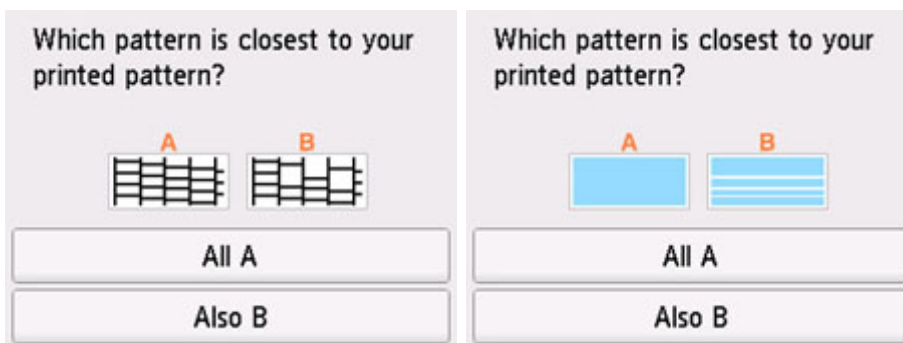 Which pattern is closest to your
printed pattern?
A B
All A
Also B
Which pattern is closest to your
printed pattern?
A B
All A
Also B